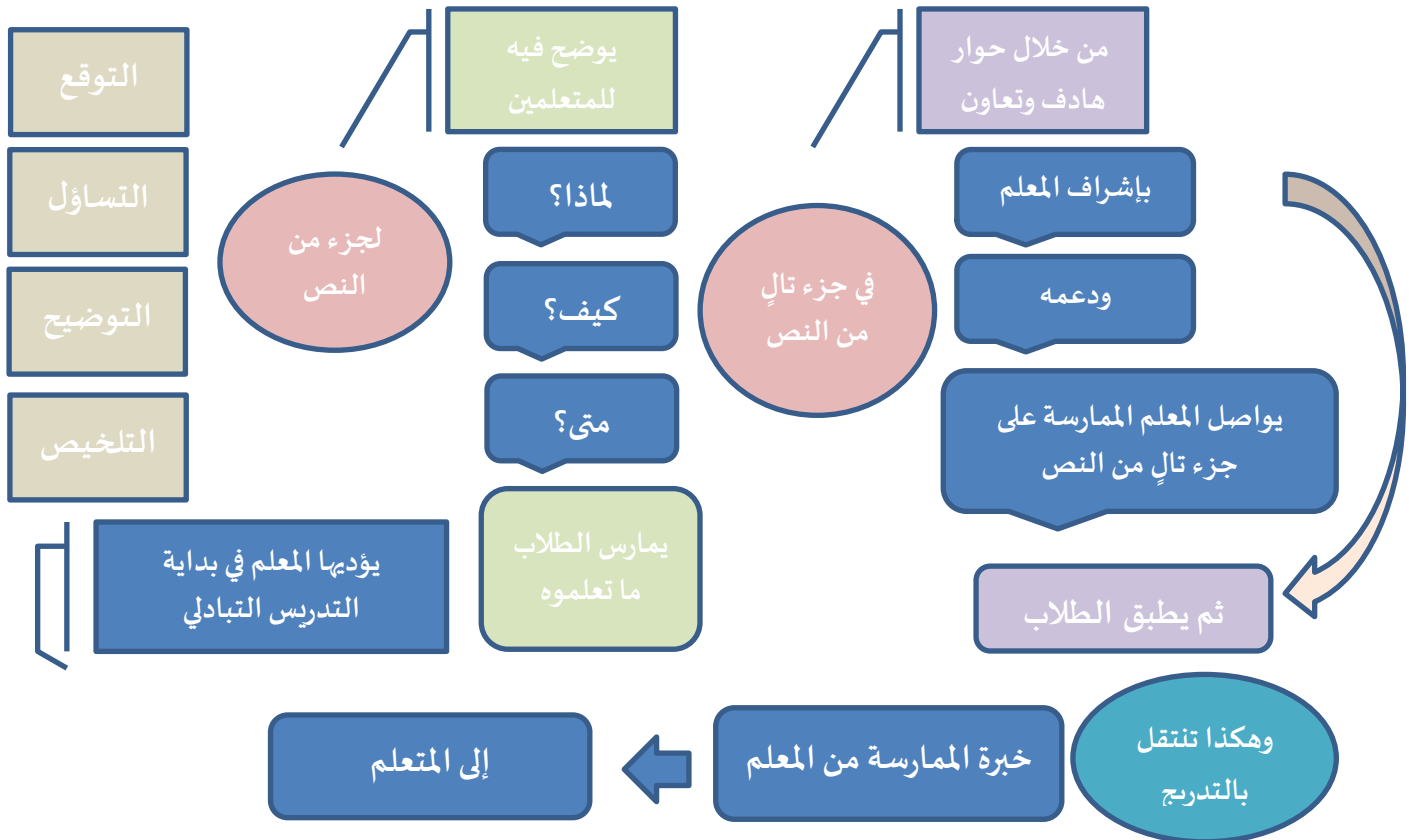 التوقع
التساؤل
التوضيح
التلخيص
يؤديها المعلم في بداية
التدريس التبادلي
لجزء من
النص
يوضح فيه
للمتعلمين
لماذا؟
كيف؟
متى؟
يمارس الطلاب
ما تعلموه
في جزء تالٍ
من النص
من خلال حوار
هادف وتعاون
بإشراف المعلم
ودعمه
يواصل المعلم الممارسة على
جزء تالٍ من النص
ثم يطبق الطلاب
وهكذا تنتقل
بالتدريج
خبرة الممارسة من المعلم
إلى المتعلم